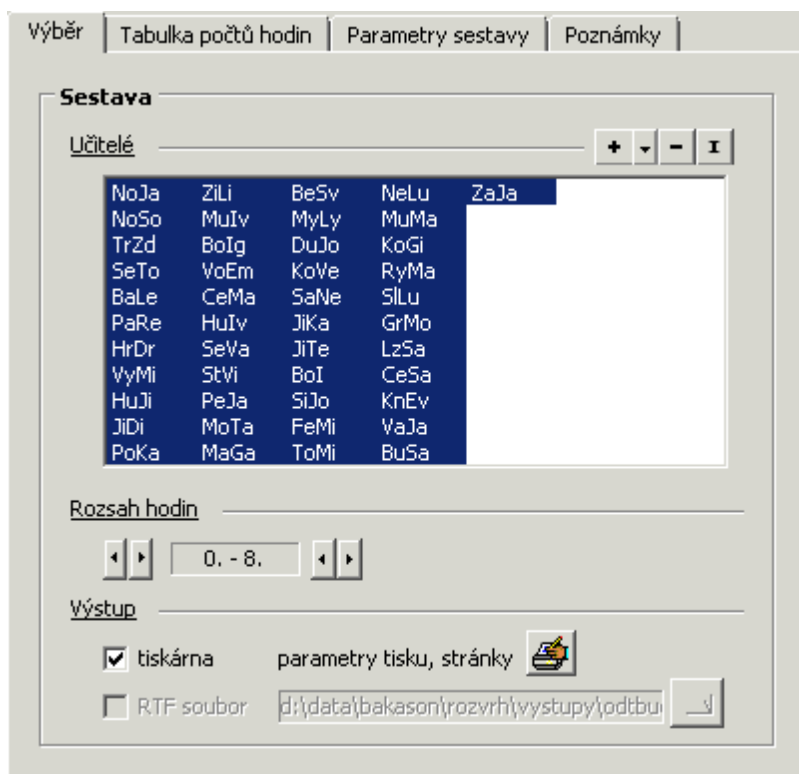 Výběr Tabulka počtů hodin Parametry sestavy Poznámky
Sestava
Učitelé
NoJa ZiLi BeSv NeLu ZaJa
NoSo MuIv MyLy MuMa
TrZd BoIg DuJo KoGi
SeTo VoEm KoVe RyMa
BaLe CeMa SaNe SlLu
PaRe HuIv JiKa GrMo
HrDr SeVa JiTe LzSa
VyMi StVi BoI CeSa
HuJi PeJa SiJo KnEv
JiDi MoTa FeMi VaJa
PoKa MaGa ToMi BuSa
Rozsah hodin
0. - 8.
Výstup
tiskárna parametry tisku, stránky
RTF soubor d:\data\bakason\rozvrh\vystupy\odtbu